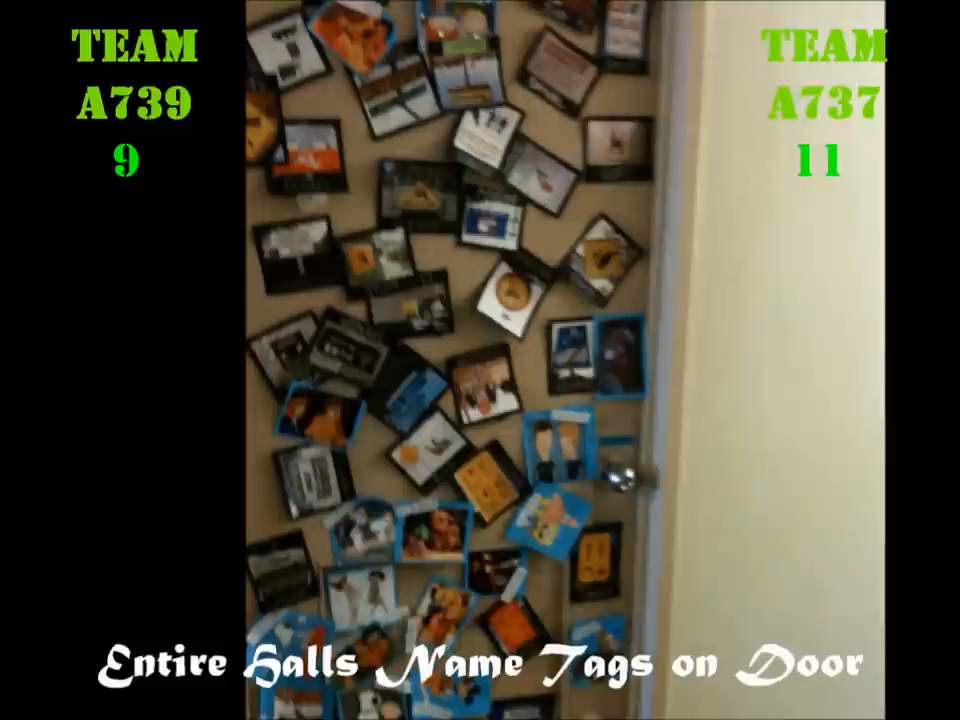 TEAM
A739
9
TEAM
A737
11
Entire Halls Name Tags on Door